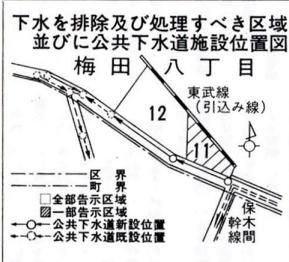 下水を排除及び処理すべき区域
並びに公共下水道施設位置図
梅田八丁目
東武線
(引込み線)
12
11
保木間
幹線
区界
町界
全部告示区域
一部告示区域
公共下水道新設位置
公共下水道既設位置